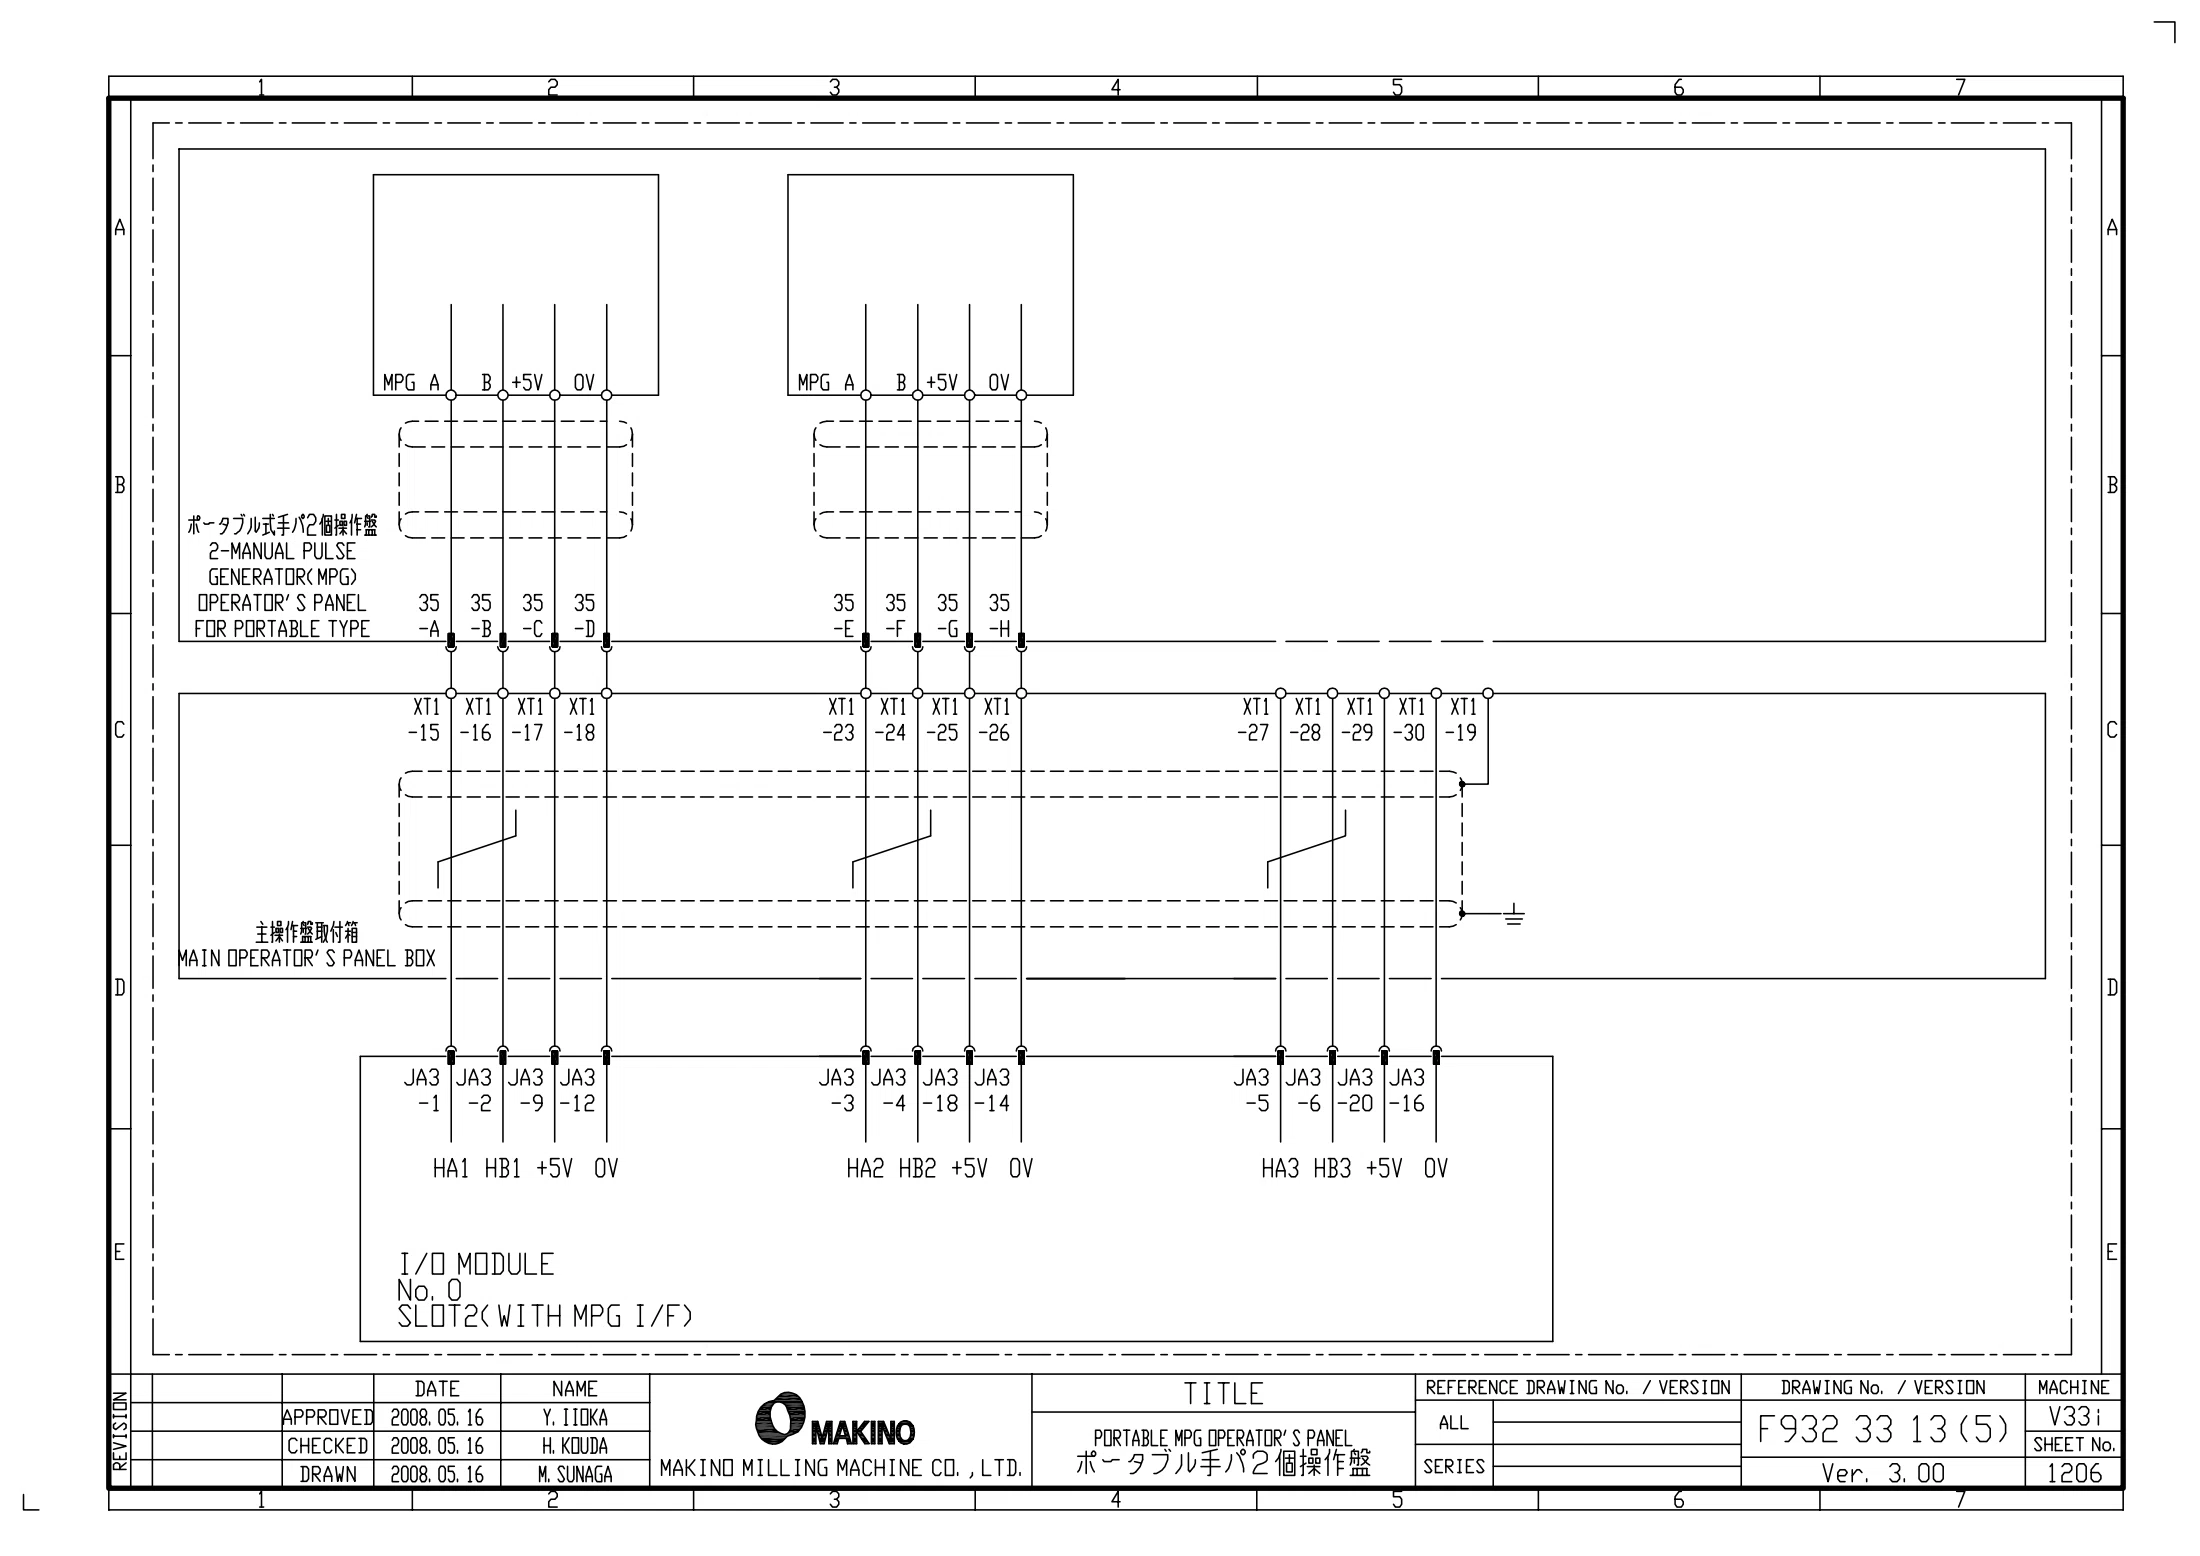 1 2 3 4 5 6 7
A A
MPG A B +5V 0V MPG A B +5V 0V
B B
ポータブル式手パ2個操作盤
2-MANUAL PULSE
GENERATOR(MPG)
OPERATOR'S PANEL 35 35 35 35 35 35 35 35
FOR PORTABLE TYPE -A -B -C -D -E -F -G -H
XT1 XT1 XT1 XT1 XT1 XT1 XT1 XT1 XT1 XT1 XT1 XT1 XT1
C -15 -16 -17 -18 -23 -24 -25 -26 -27 -28 -29 -30 -19 C
主操作盤取付箱
MAIN OPERATOR'S PANEL BOX
D D
JA3 JA3 JA3 JA3 JA3 JA3 JA3 JA3 JA3 JA3 JA3 JA3
-1 -2 -9 -12 -3 -4 -18 -14 -5 -6 -20 -16
HA1 HB1 +5V 0V HA2 HB2 +5V 0V HA3 HB3 +5V 0V
E E
I/O MODULE
No. 0
SLOT2(WITH MPG I/F)
REVISION
DATE NAME
APPROVED 2008.05.16 Y. IIOKA
CHECKED 2008.05.16 H. KOUDA
DRAWN 2008.05.16 M. SUNAGA
MAKINO
MAKINO MILLING MACHINE CO.,LTD.
TITLE
PORTABLE MPG OPERATOR'S PANEL
ポータブル手パ2個操作盤
REFERENCE DRAWING No. / VERSION
ALL
SERIES
DRAWING No. / VERSION
F932 33 13(5)
Ver. 3.00
MACHINE
V33i
SHEET No.
1206
1 2 3 4 5 6 7